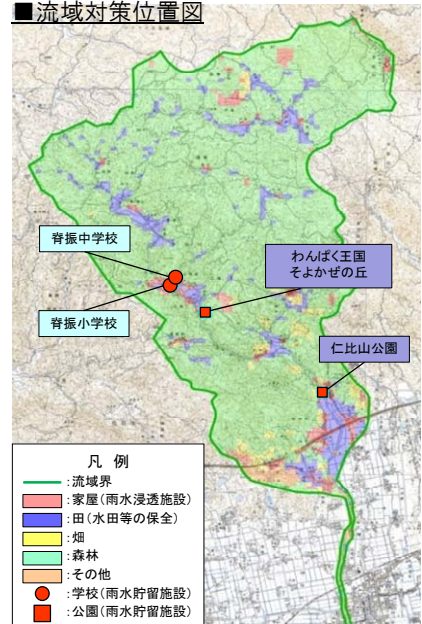 ■流域対策位置図
脊振中学校
わんぱく王国
そよかぜの丘
脊振小学校
仁比山公園
凡 例
:流域界
:家屋(雨水浸透施設)
:田(水田等の保全)
:畑
:森林
:その他
:学校(雨水貯留施設)
:公園(雨水貯留施設)